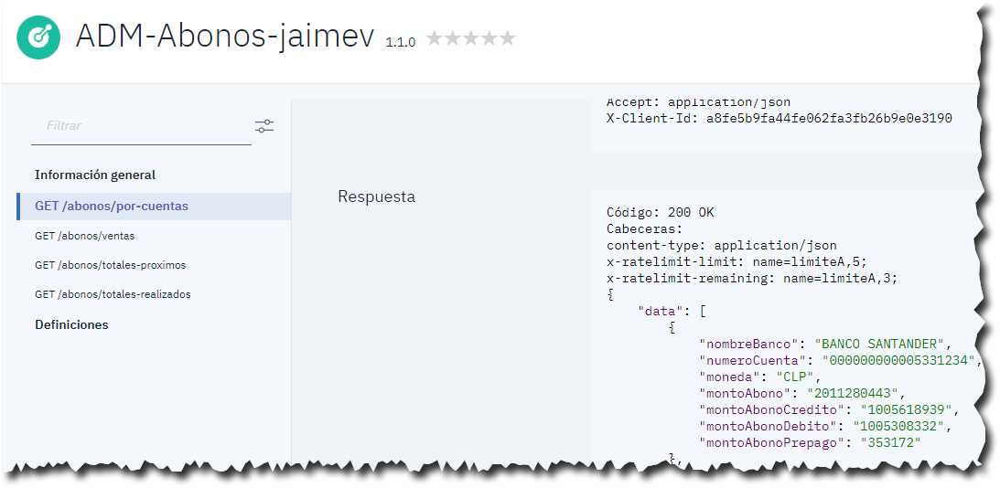 ADM-Abonos-jaimev 1.1.0
Filtrar
Información general
GET /abonos/por-cuentas
GET /abonos/ventas
GET /abonos/totales-proximos
GET /abonos/totales-realizados
Definiciones
Accept: application/json
X-Client-Id: a8fe5b9fa44fe062fa3fb26b9e0e3190
Respuesta
Código: 200 OK
Cabeceras:
content-type: application/json
x-ratelimit-limit: name=limiteA,5;
x-ratelimit-remaining: name=limiteA,3;
{
"data": [
{
"nombreBanco": "BANCO SANTANDER",
"numeroCuenta": "000000000005331234",
"moneda": "CLP",
"montoAbono": "2011280443",
"montoAbonoCredito": "1005618939",
"montoAbonoDebito": "1005308332",
"montoAbonoPrepago": "353172"
},